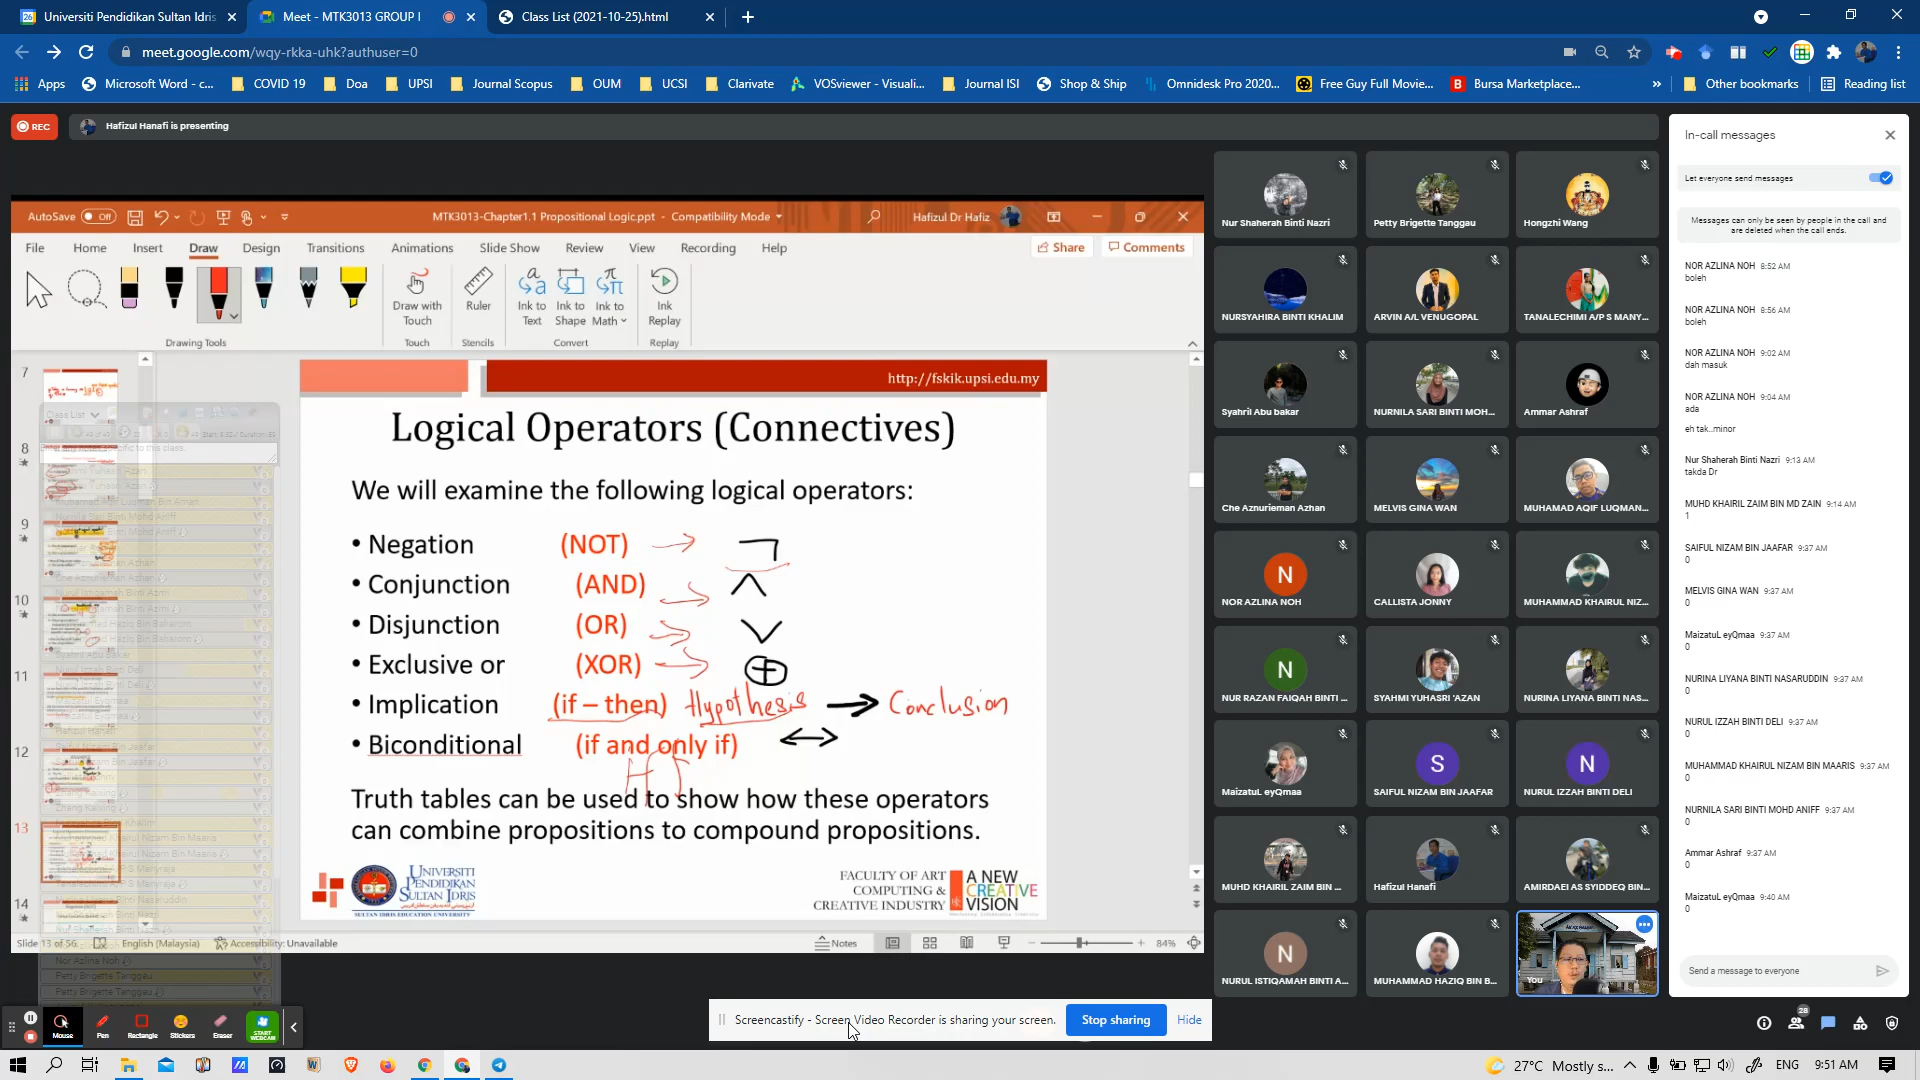 Universiti Pendidikan Sultan Idris
Meet - MTK3013 GROUP I
Class List (2021-10-25).html
meet.google.com/wqy-rkka-uhk?authuser=0
Apps
Microsoft Word - c...
COVID 19
Doa
UPSI
Journal Scopus
OUM
UCSI
Clarivate
VOSviewer - Visuali...
Journal ISI
Shop & Ship
Omnidesk Pro 2020...
Free Guy Full Movie...
Bursa Marketplace...
Other bookmarks
Reading list
REC
Hafizul Hanafi is presenting
AutoSave Off
MTK3013-Chapter1.1 Propositional Logic.ppt - Compatibility Mode
Hafizul Dr Hafiz
File Home Insert Draw Design Transitions Animations Slide Show Review View Recording Help
Share
Comments
Draw with Touch
Ruler
Ink to Text
Ink to Shape
Ink to Math
Ink Replay
Drawing Tools
Touch
Stencils
Convert
Replay
7
8
9
10
11
12
13
14
http://fskik.upsi.edu.my
Logical Operators (Connectives)
We will examine the following logical operators:
• Negation (NOT) → ¬
• Conjunction (AND) → ∧
• Disjunction (OR) → ∨
• Exclusive or (XOR) → ⊕
• Implication (if – then) Hypothesis → Conclusion
• Biconditional (if and only if) ↔
Truth tables can be used to show how these operators
can combine propositions to compound propositions.
UNIVERSITI
PENDIDIKAN
SULTAN IDRIS
SULTAN IDRIS EDUCATION UNIVERSITY
FACULTY OF ART
COMPUTING &
CREATIVE INDUSTRY
A NEW
CREATIVE
VISION
Slide 13 of 56
English (Malaysia)
Accessibility: Unavailable
Notes
84%
Nur Shaherah Binti Nazri
Petty Brigette Tanggau
Hongzhi Wang
NURSYAHIRA BINTI KHALIM
ARVIN A/L VENUGOPAL
TANALECHIMI A/P S MANY...
Syahril Abu bakar
NURNILA SARI BINTI MOH...
Ammar Ashraf
Che Aznurieman Azhan
MELVIS GINA WAN
MUHAMAD AQIF LUQMAN...
N
NOR AZLINA NOH
CALLISTA JONNY
MUHAMMAD KHAIRUL NIZ...
N
NUR RAZAN FAIQAH BINTI ...
SYAHMI YUHASRI 'AZAN
NURINA LIYANA BINTI NAS...
MaizatuL eyQmaa
S
SAIFUL NIZAM BIN JAAFAR
N
NURUL IZZAH BINTI DELI
MUHD KHAIRIL ZAIM BIN ...
Hafizul Hanafi
AMIRDAEI AS SYIDDEQ BIN...
N
NURUL ISTIQAMAH BINTI A...
MUHAMMAD HAZIQ BIN B...
You
In-call messages
Let everyone send messages
Messages can only be seen by people in the call and
are deleted when the call ends.
NOR AZLINA NOH 8:52 AM
boleh
NOR AZLINA NOH 8:56 AM
boleh
NOR AZLINA NOH 9:02 AM
dah masuk
NOR AZLINA NOH 9:04 AM
ada
eh tak..minor
Nur Shaherah Binti Nazri 9:13 AM
takda Dr
MUHD KHAIRIL ZAIM BIN MD ZAIN 9:14 AM
1
SAIFUL NIZAM BIN JAAFAR 9:37 AM
0
MELVIS GINA WAN 9:37 AM
0
MaizatuL eyQmaa 9:37 AM
0
NURINA LIYANA BINTI NASARUDDIN 9:37 AM
0
NURUL IZZAH BINTI DELI 9:37 AM
0
MUHAMMAD KHAIRUL NIZAM BIN MAARIS 9:37 AM
0
NURNILA SARI BINTI MOHD ANIFF 9:37 AM
0
Ammar Ashraf 9:37 AM
0
MaizatuL eyQmaa 9:40 AM
0
Send a message to everyone
28
Mouse
Pen
Rectangle
Stickers
Eraser
START WEBCAM
Screencastify - Screen Video Recorder is sharing your screen.
Stop sharing
Hide
27°C Mostly s...
ENG
9:51 AM